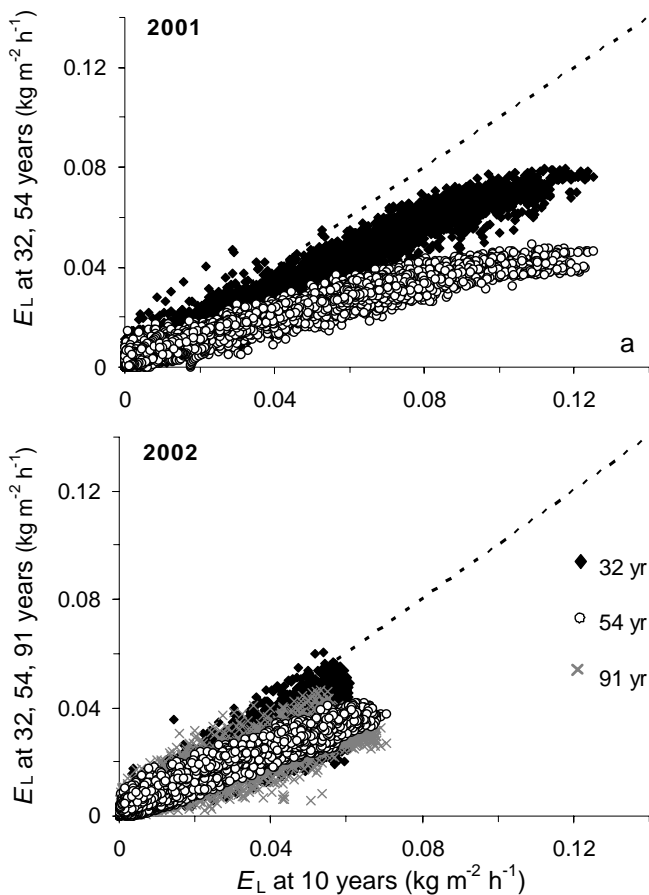 2001
0.12
0.08
0.04
0
E_L at 32, 54 years (kg m⁻² h⁻¹)
a
0 0.04 0.08 0.12
2002
0.12
0.08
0.04
0
E_L at 32, 54, 91 years (kg m⁻² h⁻¹)
32 yr
54 yr
91 yr
0 0.04 0.08 0.12
E_L at 10 years (kg m⁻² h⁻¹)